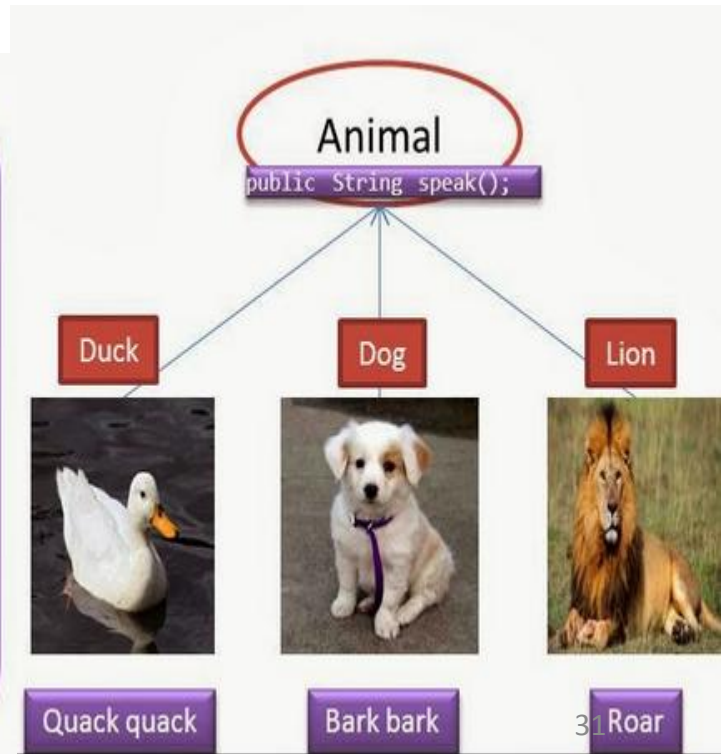 Animal
public String speak();
Duck Dog Lion
Quack quack Bark bark 31 Roar